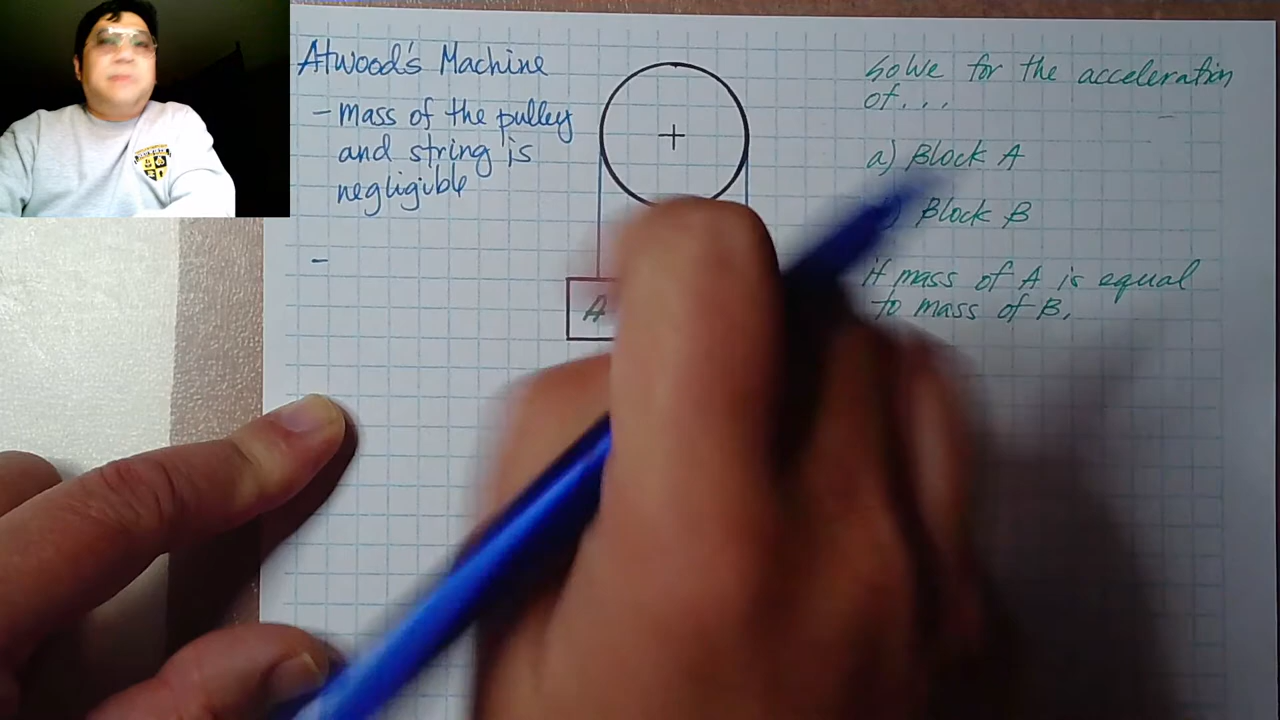 Atwood's Machine
- mass of the pulley
and string is
negligible
-
A
Solve for the acceleration
of...
a) Block A
) Block B
if mass of A is equal
to mass of B.